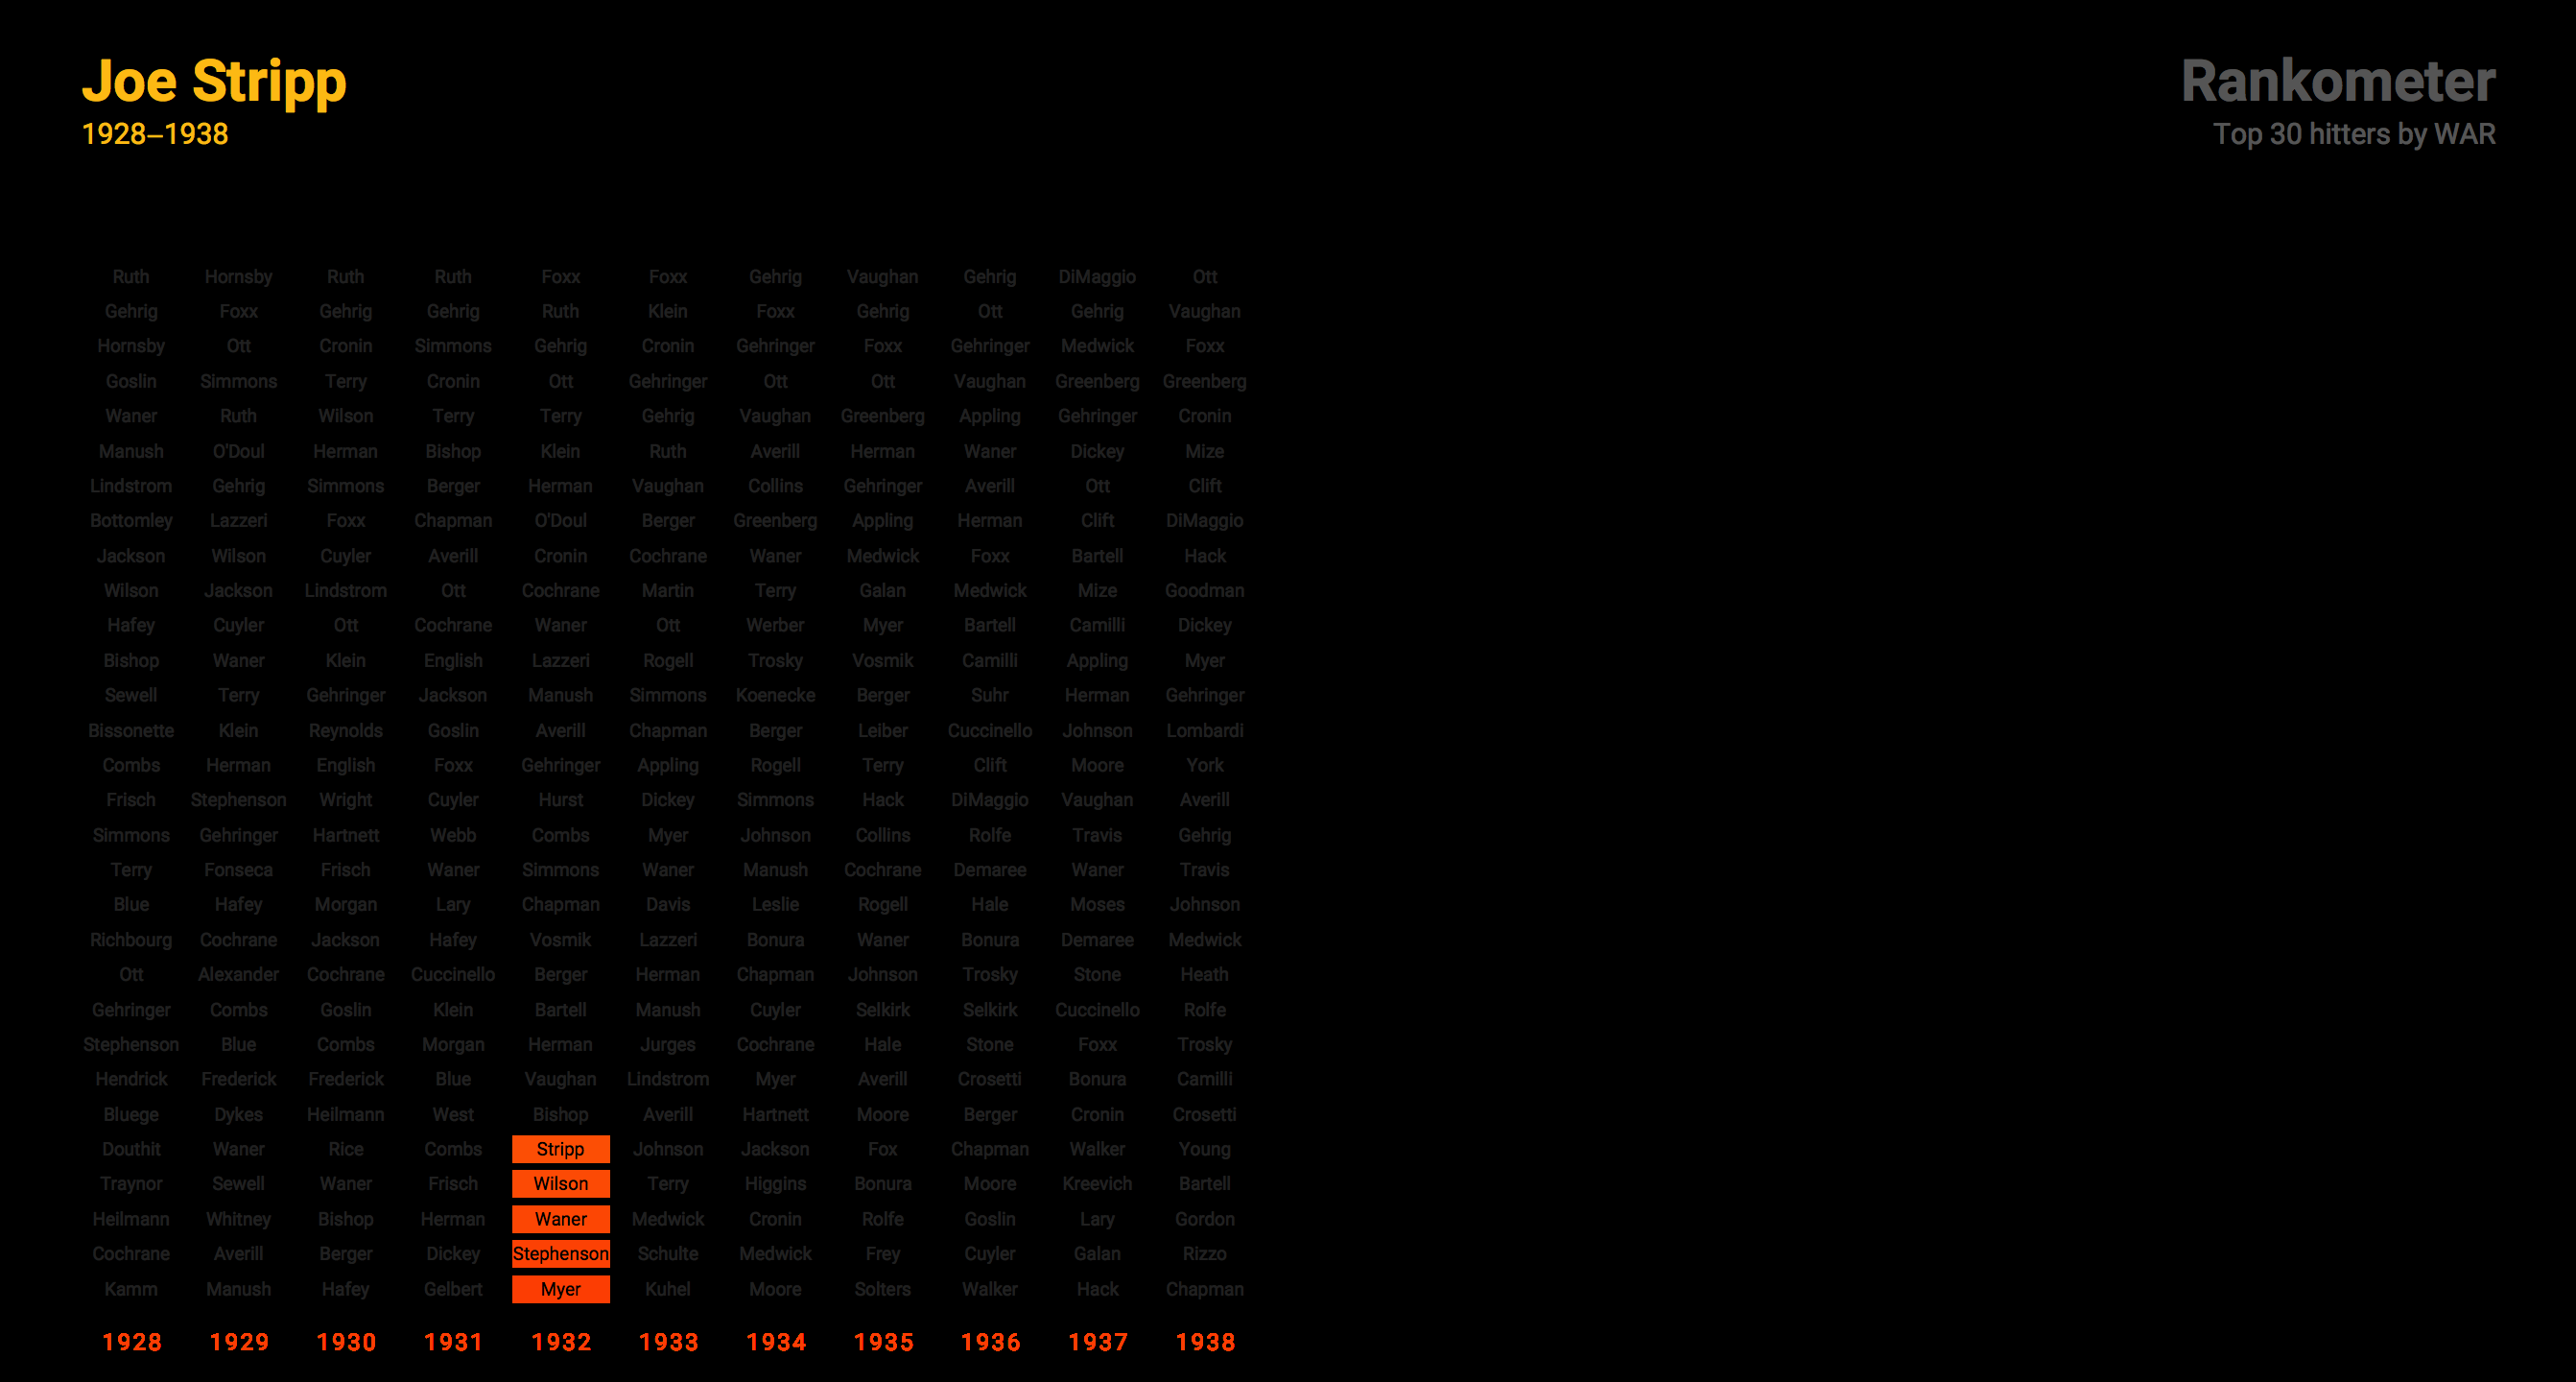 Joe Stripp
1928–1938
Rankometer
Top 30 hitters by WAR
Ruth Hornsby Ruth Ruth Foxx Foxx Gehrig Vaughan Gehrig DiMaggio Ott
Gehrig Foxx Gehrig Gehrig Ruth Klein Foxx Gehrig Ott Gehrig Vaughan
Hornsby Ott Cronin Simmons Gehrig Cronin Gehringer Foxx Gehringer Medwick Foxx
Goslin Simmons Terry Cronin Ott Gehringer Ott Ott Vaughan Greenberg Greenberg
Waner Ruth Wilson Terry Terry Gehrig Vaughan Greenberg Appling Gehringer Cronin
Manush O'Doul Herman Bishop Klein Ruth Averill Herman Waner Dickey Mize
Lindstrom Gehrig Simmons Berger Herman Vaughan Collins Gehringer Averill Ott Clift
Bottomley Lazzeri Foxx Chapman O'Doul Berger Greenberg Appling Herman Clift DiMaggio
Jackson Wilson Cuyler Averill Cronin Cochrane Waner Medwick Foxx Bartell Hack
Wilson Jackson Lindstrom Ott Cochrane Martin Terry Galan Medwick Mize Goodman
Hafey Cuyler Ott Cochrane Waner Ott Werber Myer Bartell Camilli Dickey
Bishop Waner Klein English Lazzeri Rogell Trosky Vosmik Camilli Appling Myer
Sewell Terry Gehringer Jackson Manush Simmons Koenecke Berger Suhr Herman Gehringer
Bissonette Klein Reynolds Goslin Averill Chapman Berger Leiber Cuccinello Johnson Lombardi
Combs Herman English Foxx Gehringer Appling Rogell Terry Clift Moore York
Frisch Stephenson Wright Cuyler Hurst Dickey Simmons Hack DiMaggio Vaughan Averill
Simmons Gehringer Hartnett Webb Combs Myer Johnson Collins Rolfe Travis Gehrig
Terry Fonseca Frisch Waner Simmons Waner Manush Cochrane Demaree Waner Travis
Blue Hafey Morgan Lary Chapman Davis Leslie Rogell Hale Moses Johnson
Richbourg Cochrane Jackson Hafey Vosmik Lazzeri Bonura Waner Bonura Demaree Medwick
Ott Alexander Cochrane Cuccinello Berger Herman Chapman Johnson Trosky Stone Heath
Gehringer Combs Goslin Klein Bartell Manush Cuyler Selkirk Selkirk Cuccinello Rolfe
Stephenson Blue Combs Morgan Herman Jurges Cochrane Hale Stone Foxx Trosky
Hendrick Frederick Frederick Blue Vaughan Lindstrom Myer Averill Crosetti Bonura Camilli
Bluege Dykes Heilmann West Bishop Averill Hartnett Moore Berger Cronin Crosetti
Douthit Waner Rice Combs Stripp Johnson Jackson Fox Chapman Walker Young
Traynor Sewell Waner Frisch Wilson Terry Higgins Bonura Moore Kreevich Bartell
Heilmann Whitney Bishop Herman Waner Medwick Cronin Rolfe Goslin Lary Gordon
Cochrane Averill Berger Dickey Stephenson Schulte Medwick Frey Cuyler Galan Rizzo
Kamm Manush Hafey Gelbert Myer Kuhel Moore Solters Walker Hack Chapman
1928 1929 1930 1931 1932 1933 1934 1935 1936 1937 1938